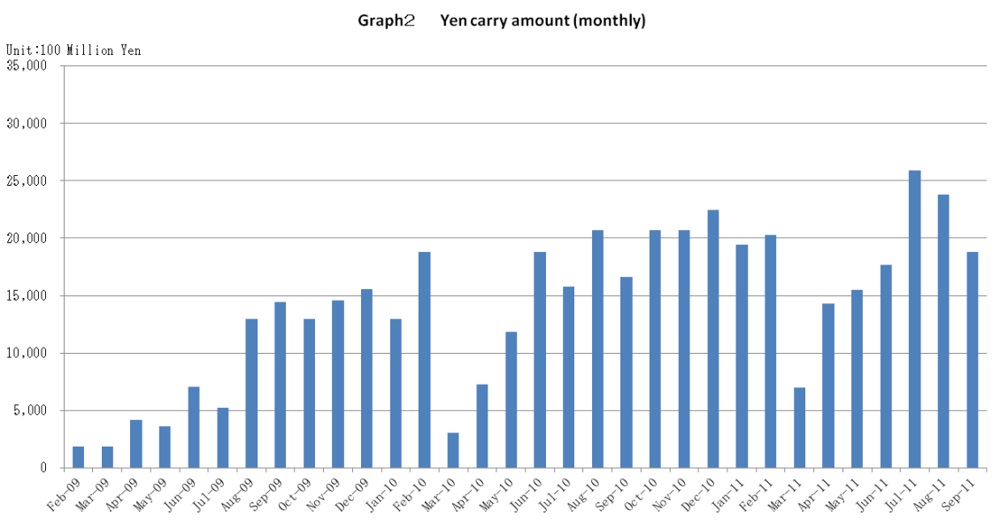 Graph２ Yen carry amount (monthly)
Unit:100 Million Yen
35,000
30,000
25,000
20,000
15,000
10,000
5,000
0
Feb-09 Mar-09 Apr-09 May-09 Jun-09 Jul-09 Aug-09 Sep-09 Oct-09 Nov-09 Dec-09 Jan-10 Feb-10 Mar-10 Apr-10 May-10 Jun-10 Jul-10 Aug-10 Sep-10 Oct-10 Nov-10 Dec-10 Jan-11 Feb-11 Mar-11 Apr-11 May-11 Jun-11 Jul-11 Aug-11 Sep-11